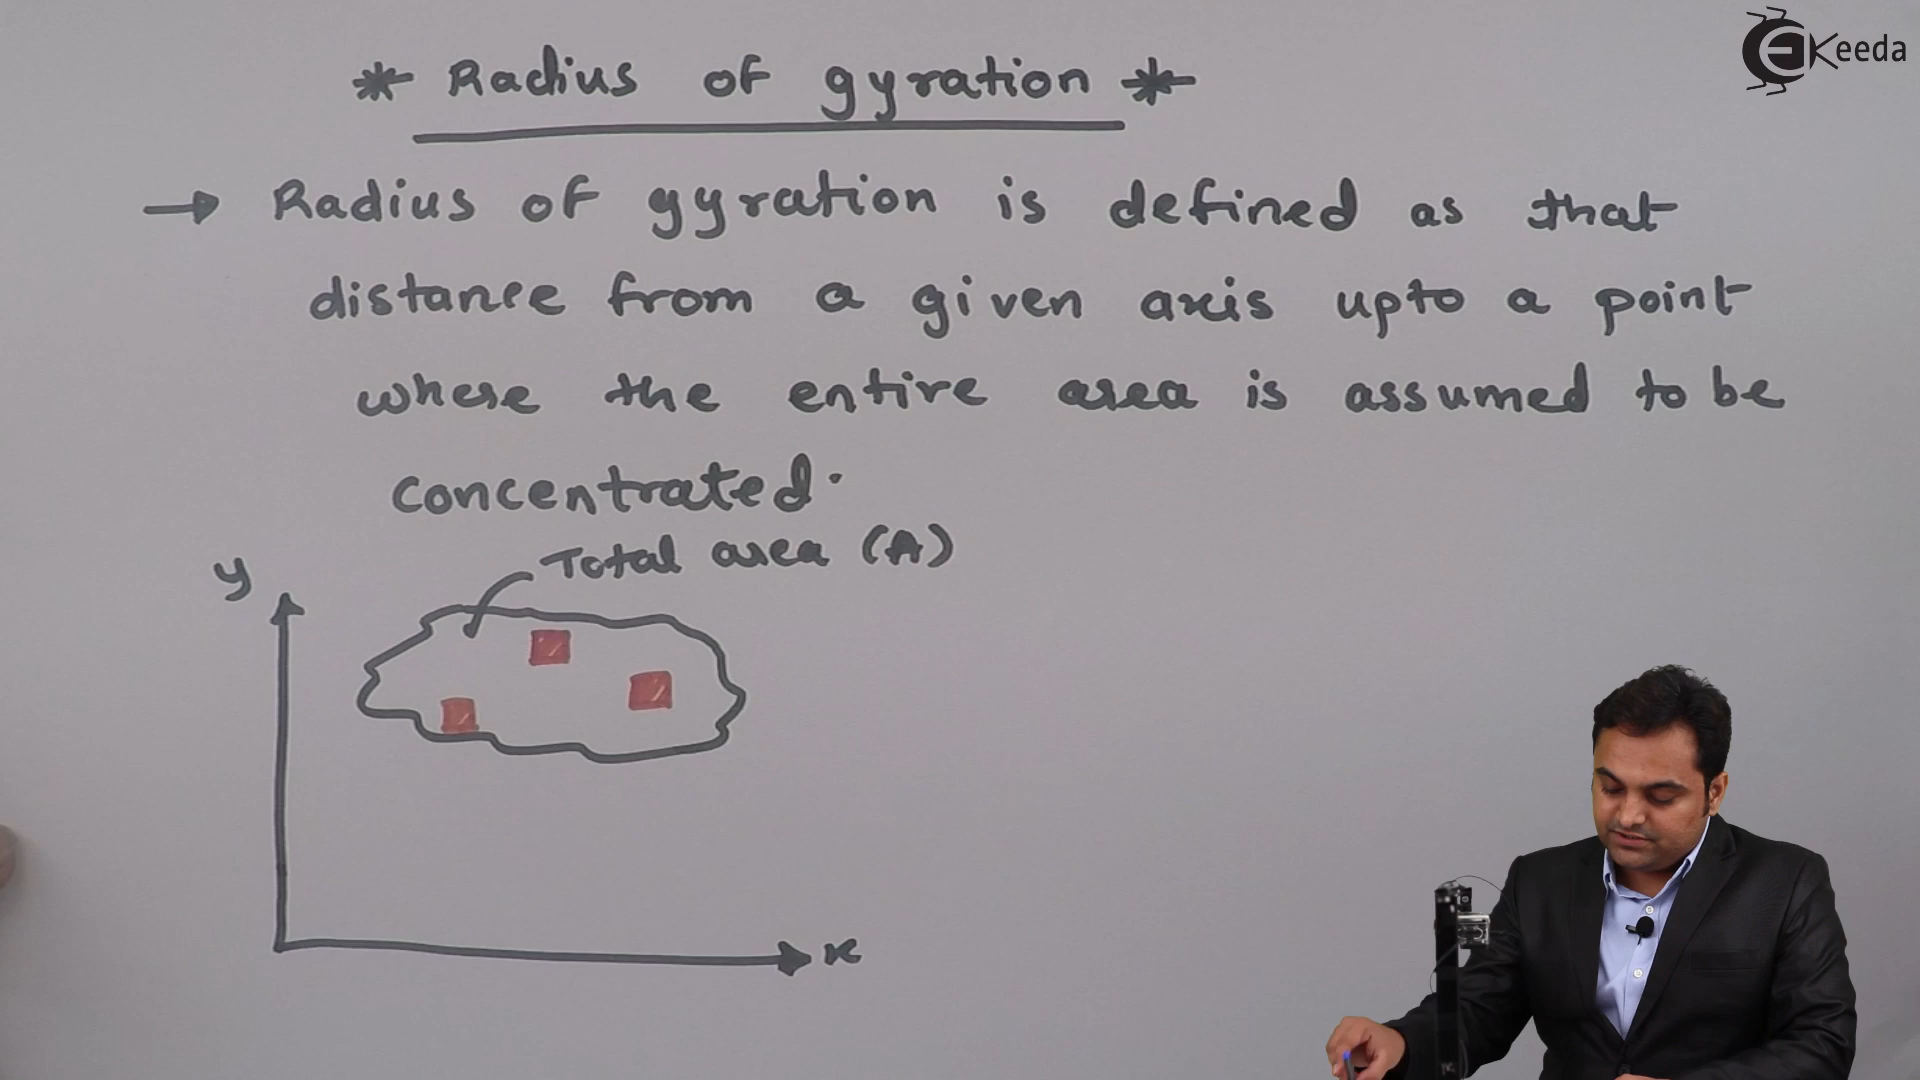 * Radius of gyration *
EKeeda
→ Radius of gyration is defined as that
distance from a given axis upto a point
where the entire area is assumed to be
concentrated.
Total area (A)
y
x